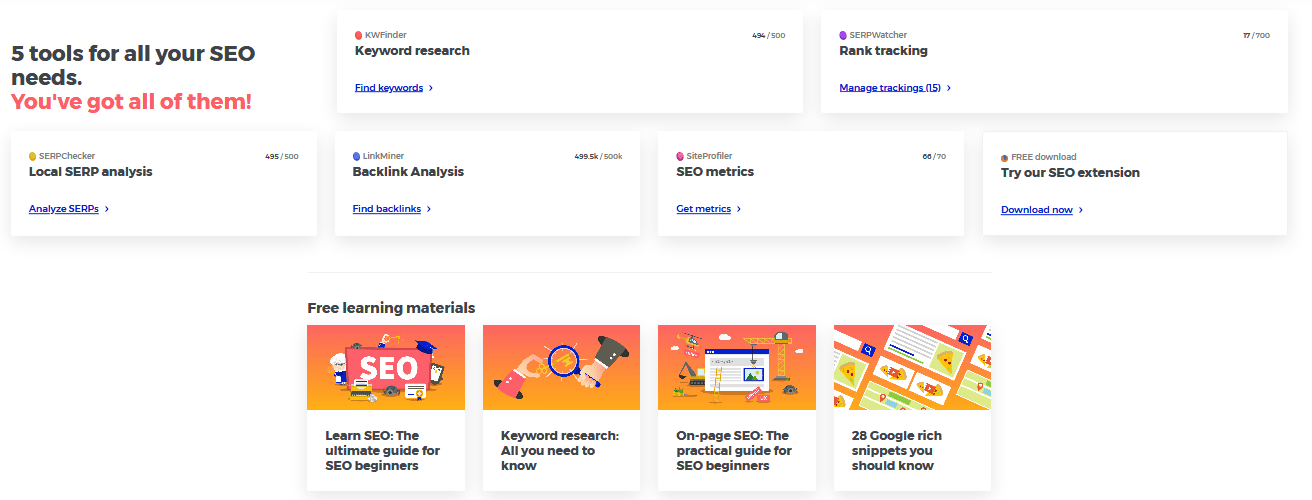 5 tools for all your SEO
needs.
You've got all of them!
KWFinder
494 / 500
Keyword research
Find keywords
SERPWatcher
17 / 700
Rank tracking
Manage trackings (15)
SERPChecker
495 / 500
Local SERP analysis
Analyze SERPs
LinkMiner
499.5k / 500k
Backlink Analysis
Find backlinks
SiteProfiler
66 / 70
SEO metrics
Get metrics
FREE download
Try our SEO extension
Download now
Free learning materials
SEO
Learn SEO: The
ultimate guide for
SEO beginners
Keyword research:
All you need to
know
UX
On-page SEO: The
practical guide for
SEO beginners
28 Google rich
snippets you
should know